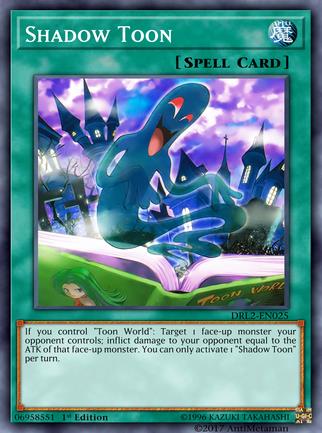 Shadow Toon
[Spell Card]
TOON WORLD
DRL2-EN025
If you control "Toon World": Target 1 face-up monster your
opponent controls; inflict damage to your opponent equal to the
ATK of that face-up monster. You can only activate 1 "Shadow Toon"
per turn.
06958551 1st Edition ©1996 KAZUKI TAKAHASHI
©2017 AntiMetaman